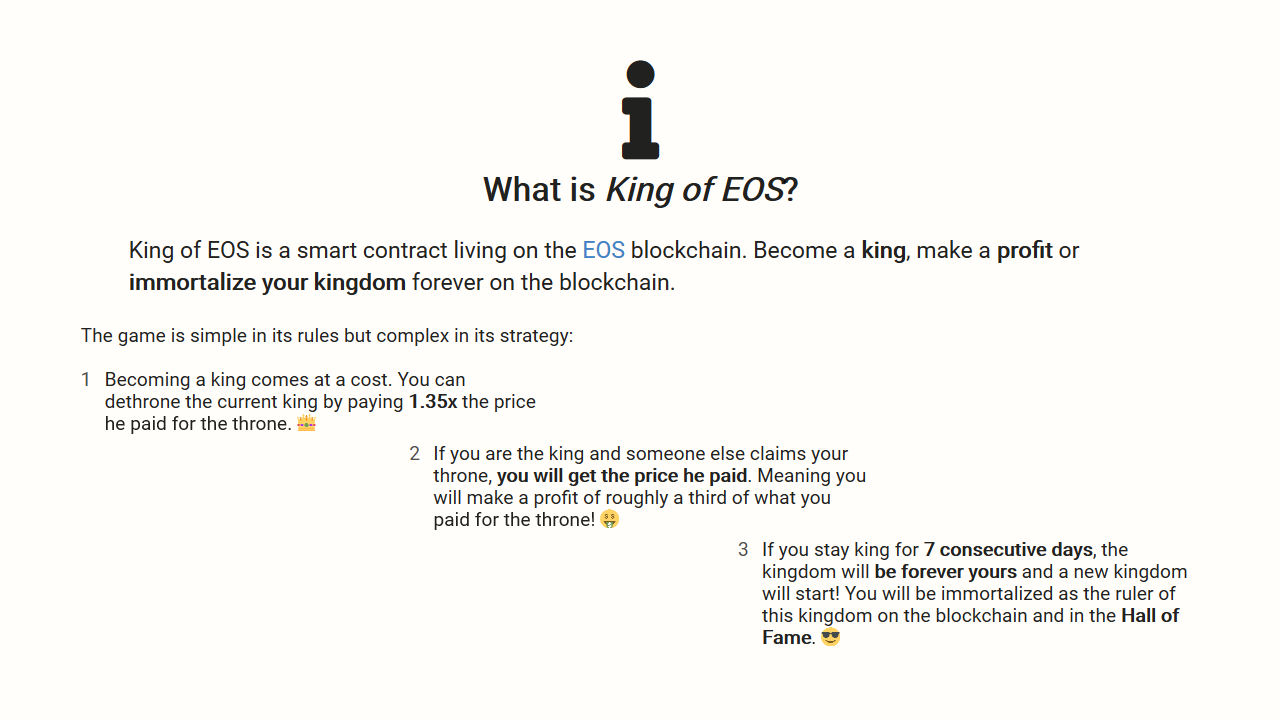 What is King of EOS?
King of EOS is a smart contract living on the EOS blockchain. Become a king, make a profit or
immortalize your kingdom forever on the blockchain.
The game is simple in its rules but complex in its strategy:
1 Becoming a king comes at a cost. You can
dethrone the current king by paying 1.35x the price
he paid for the throne. 👑
2 If you are the king and someone else claims your
throne, you will get the price he paid. Meaning you
will make a profit of roughly a third of what you
paid for the throne! 🤑
3 If you stay king for 7 consecutive days, the
kingdom will be forever yours and a new kingdom
will start! You will be immortalized as the ruler of
this kingdom on the blockchain and in the Hall of
Fame. 😎